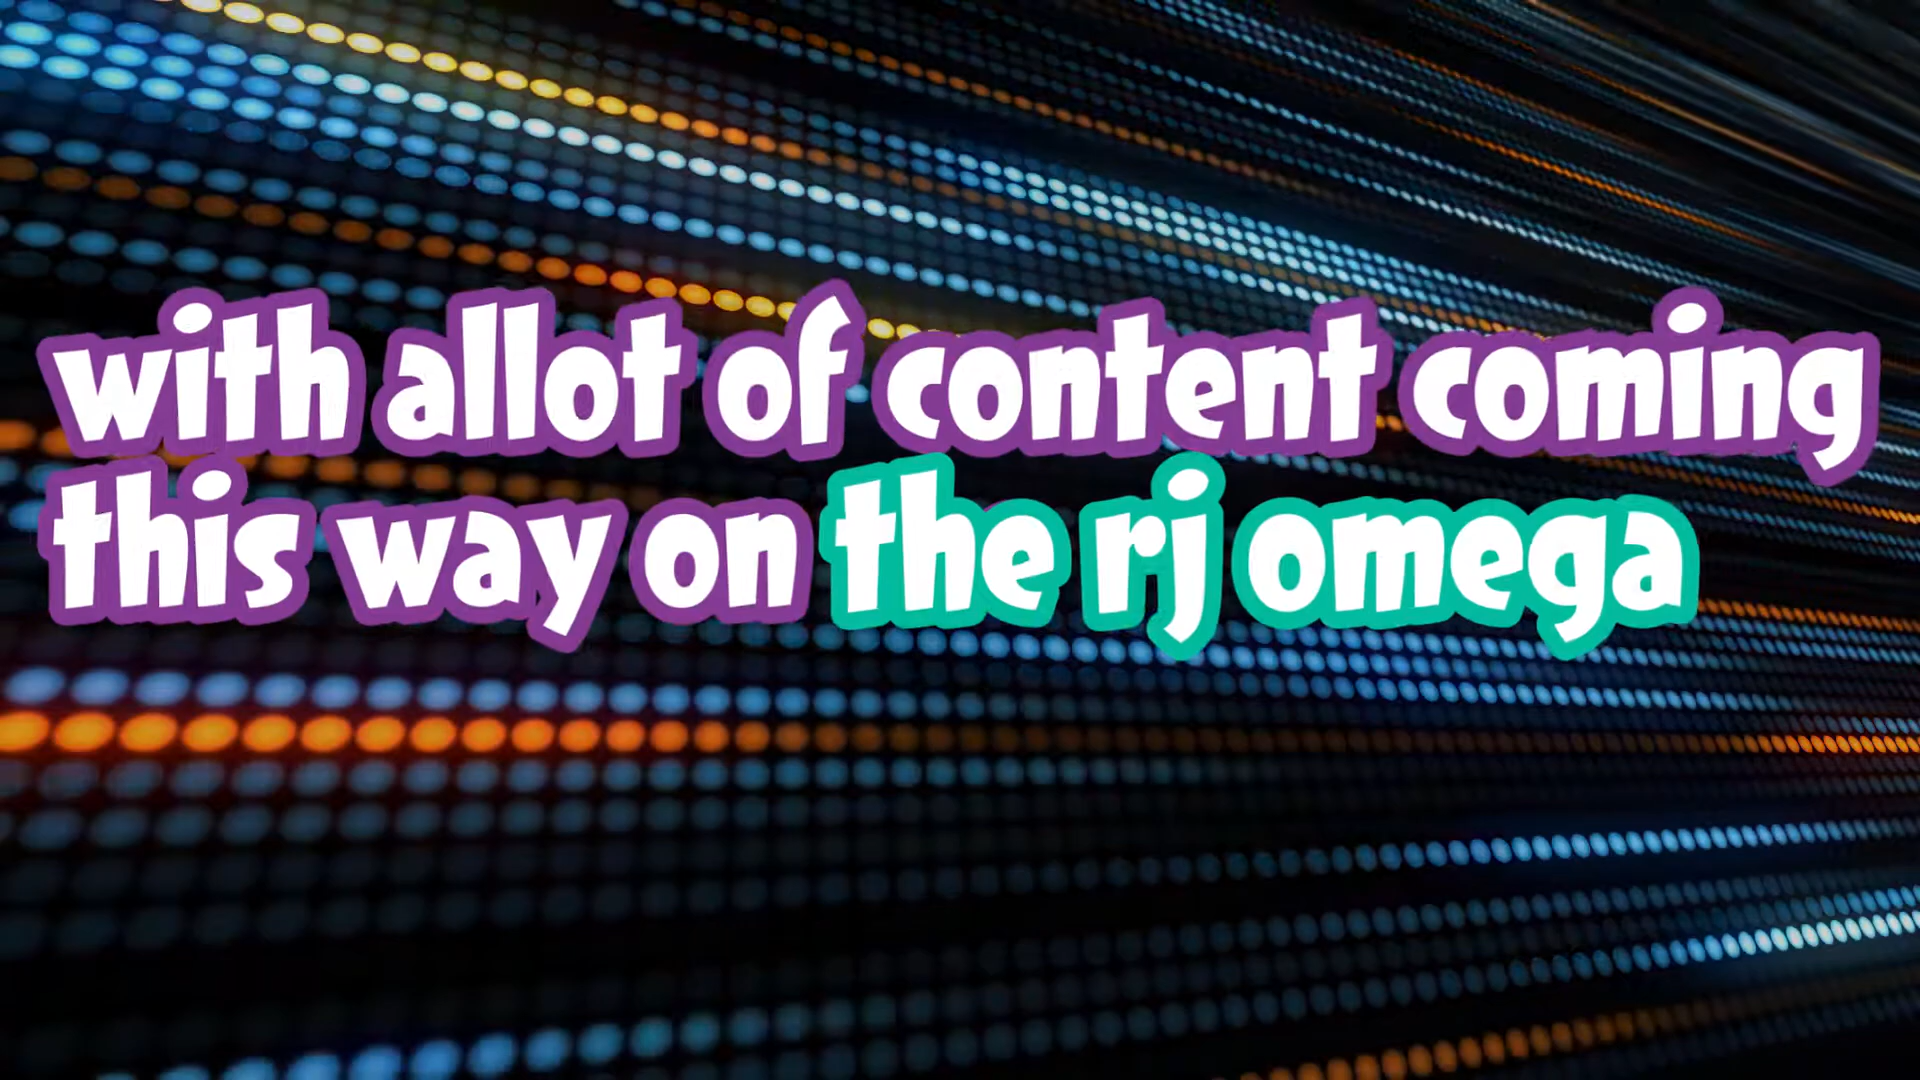 with allot of content coming
this way on the rj omega